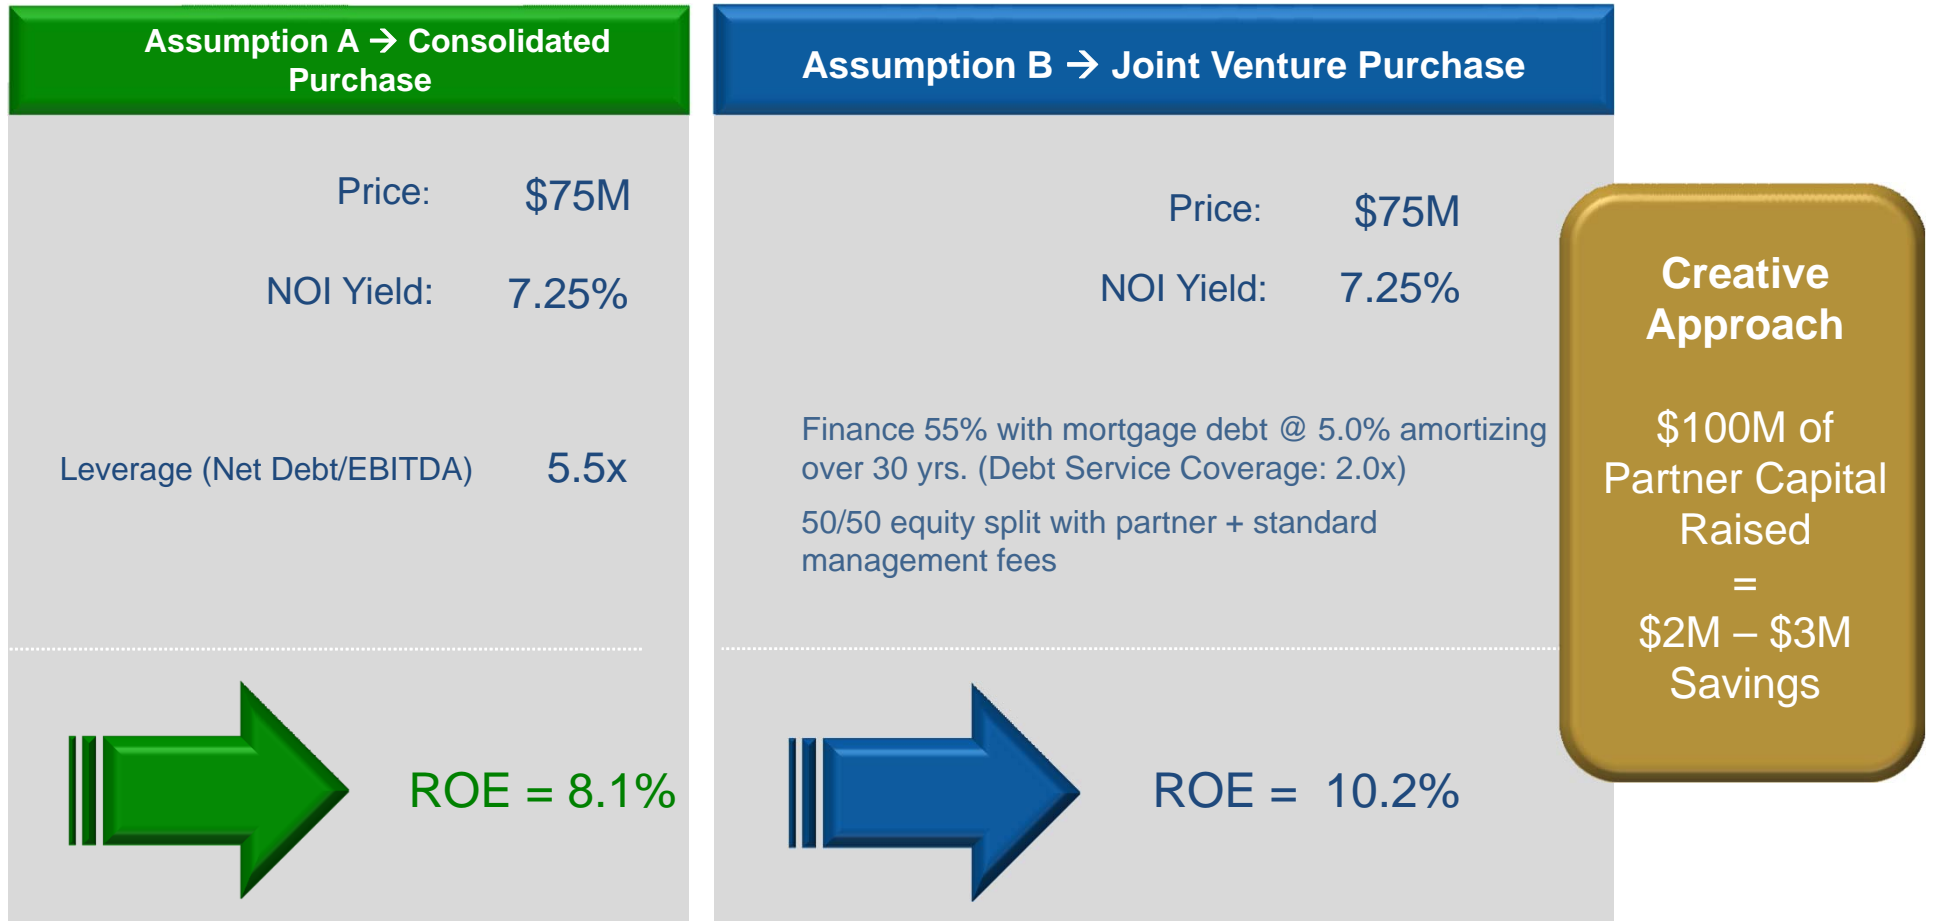 Assumption A → Consolidated
Purchase
Price: $75M
NOI Yield: 7.25%
Leverage (Net Debt/EBITDA) 5.5x
ROE = 8.1%
Assumption B → Joint Venture Purchase
Price: $75M
NOI Yield: 7.25%
Finance 55% with mortgage debt @ 5.0% amortizing
over 30 yrs. (Debt Service Coverage: 2.0x)
50/50 equity split with partner + standard
management fees
ROE = 10.2%
Creative
Approach
$100M of
Partner Capital
Raised
=
$2M – $3M
Savings